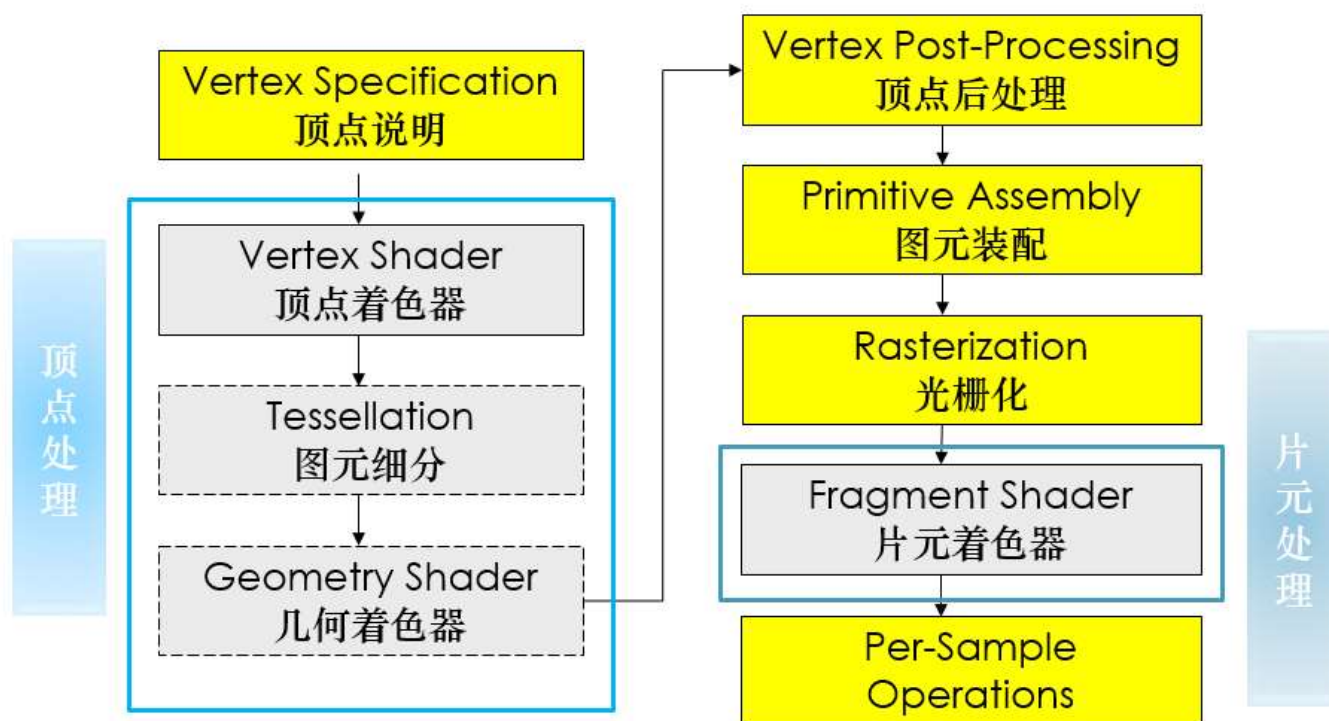 Vertex Specification
顶点说明
Vertex Shader
顶点着色器
Tessellation
图元细分
Geometry Shader
几何着色器
顶点处理
Vertex Post-Processing
顶点后处理
Primitive Assembly
图元装配
Rasterization
光栅化
Fragment Shader
片元着色器
Per-Sample
Operations
片元处理